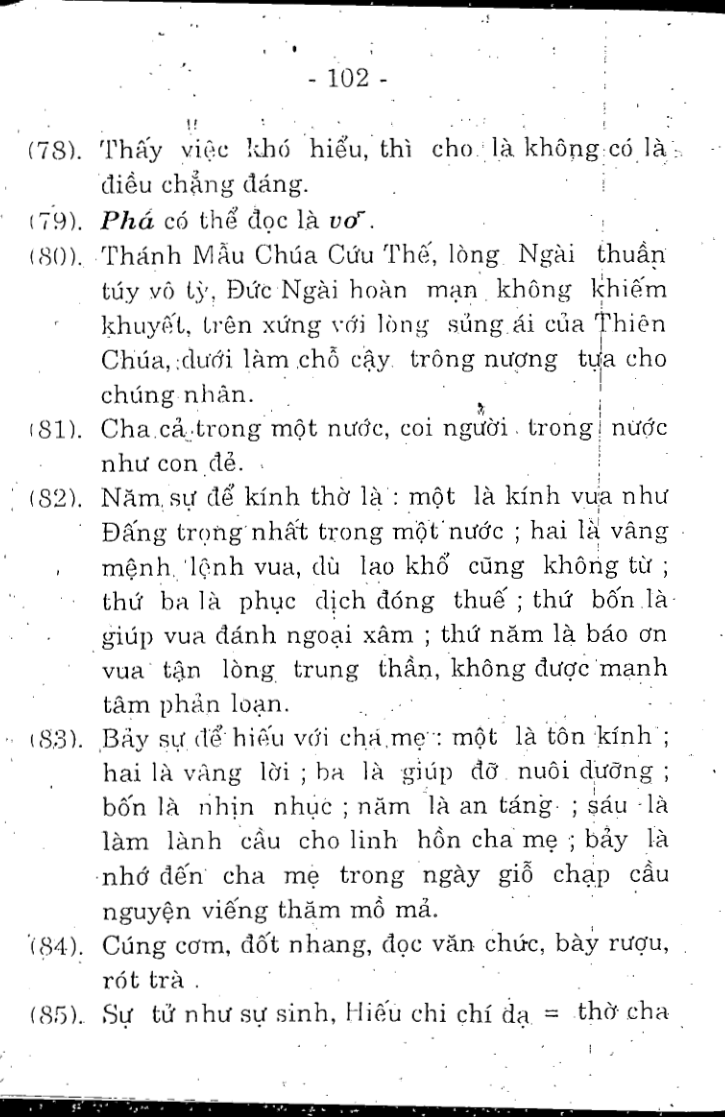 - 102 -
(78). Thấy việc khó hiểu, thì cho là không có là
điều chẳng đáng.
(79). Phá có thể đọc là vơ.
(80). Thánh Mẫu Chúa Cứu Thế, lòng Ngài thuần
túy vô tỳ, Đức Ngài hoàn mạn không khiếm
khuyết, trên xứng với lòng sủng ái của Thiên
Chúa, dưới làm chỗ cậy trông nương tựa cho
chúng nhân.
(81). Cha cả trong một nước, coi người trong nước
như con đẻ.
(82). Năm sự để kính thờ là : một là kính vua như
Đấng trọng nhất trong một nước ; hai là vâng
mệnh lệnh vua, dù lao khổ cũng không từ ;
thứ ba là phục dịch đóng thuế ; thứ bốn là
giúp vua đánh ngoại xâm ; thứ năm là báo ơn
vua tận lòng trung thần, không được manh
tâm phản loạn.
(83). Bảy sự để hiếu với cha mẹ : một là tôn kính ;
hai là vâng lời ; ba là giúp đỡ nuôi dưỡng ;
bốn là nhịn nhục ; năm là an táng ; sáu là
làm lành cầu cho linh hồn cha mẹ ; bảy là
nhớ đến cha mẹ trong ngày giỗ chạp cầu
nguyện viếng thăm mồ mả.
(84). Cúng cơm, đốt nhang, đọc văn chức, bày rượu,
rót trà .
(85). Sự tử như sự sinh, Hiếu chi chí dạ = thờ cha